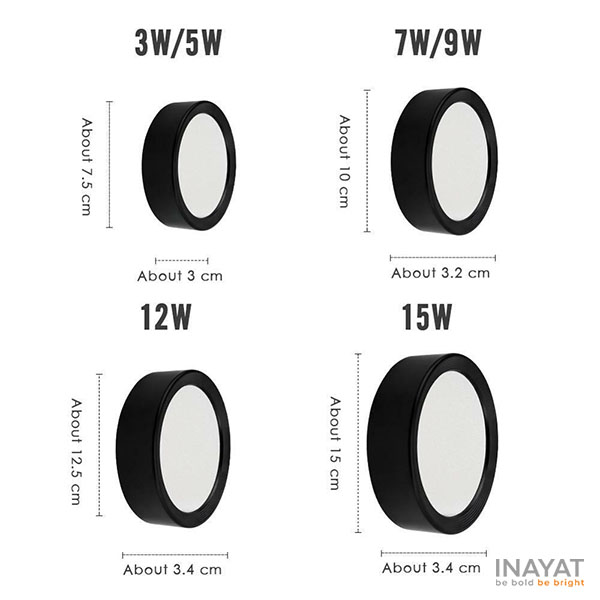 3W/5W
7W/9W
About 7.5 cm
About 10 cm
About 3 cm
About 3.2 cm
12W
15W
About 12.5 cm
About 15 cm
About 3.4 cm
About 3.4 cm
INAYAT
be bold be bright